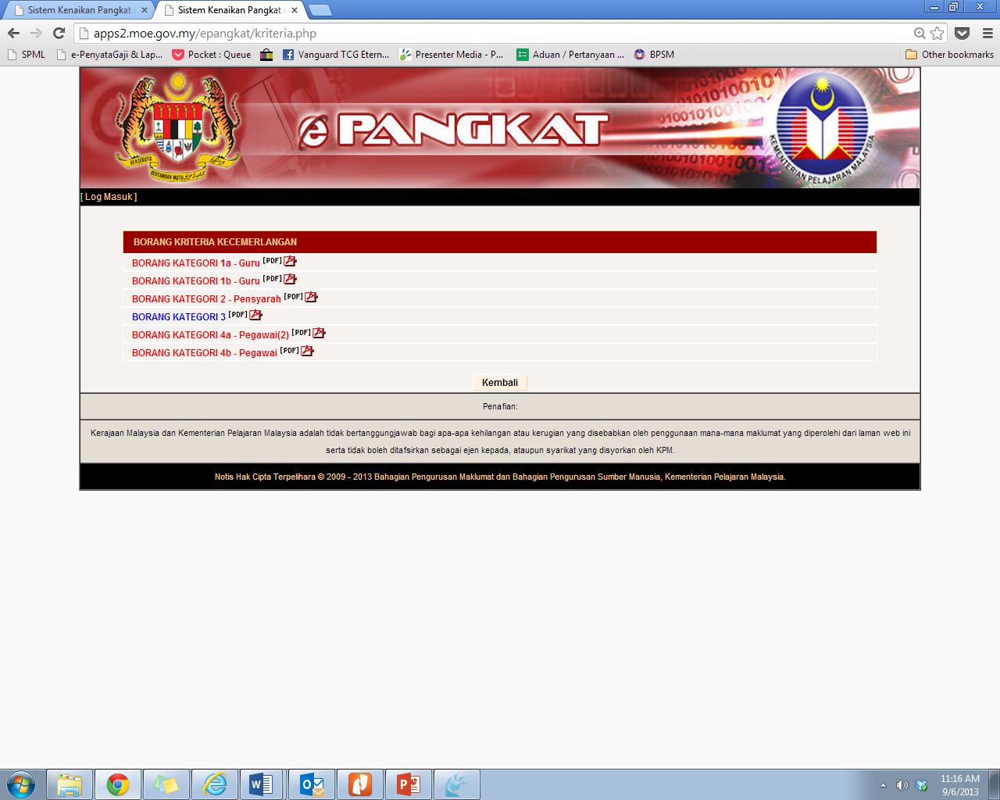 Sistem Kenaikan Pangkat
Sistem Kenaikan Pangkat
apps2.moe.gov.my/epangkat/kriteria.php
SPML e-PenyataGaji & Lap... Pocket : Queue Vanguard TCG Etern... Presenter Media - P... Aduan / Pertanyaan ... BPSM Other bookmarks
e PANGKAT
BERSEKUTU BERTAMBAH MUTU
KEMENTERIAN PELAJARAN MALAYSIA
[ Log Masuk ]
BORANG KRITERIA KECEMERLANGAN
BORANG KATEGORI 1a - Guru [PDF]
BORANG KATEGORI 1b - Guru [PDF]
BORANG KATEGORI 2 - Pensyarah [PDF]
BORANG KATEGORI 3 [PDF]
BORANG KATEGORI 4a - Pegawai(2) [PDF]
BORANG KATEGORI 4b - Pegawai [PDF]
Kembali
Penafian:
Kerajaan Malaysia dan Kementerian Pelajaran Malaysia adalah tidak bertanggungjawab bagi apa-apa kehilangan atau kerugian yang disebabkan oleh penggunaan mana-mana maklumat yang diperolehi dari laman web ini
serta tidak boleh ditafsirkan sebagai ejen kepada, ataupun syarikat yang disyorkan oleh KPM.
Notis Hak Cipta Terpelihara © 2009 - 2013 Bahagian Pengurusan Maklumat dan Bahagian Pengurusan Sumber Manusia, Kementerian Pelajaran Malaysia.
11:16 AM
9/6/2013